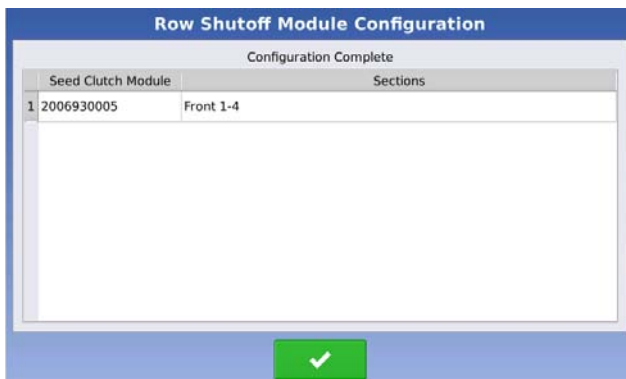 Row Shutoff Module Configuration
Configuration Complete
Seed Clutch Module Sections
1 2006930005 Front 1-4